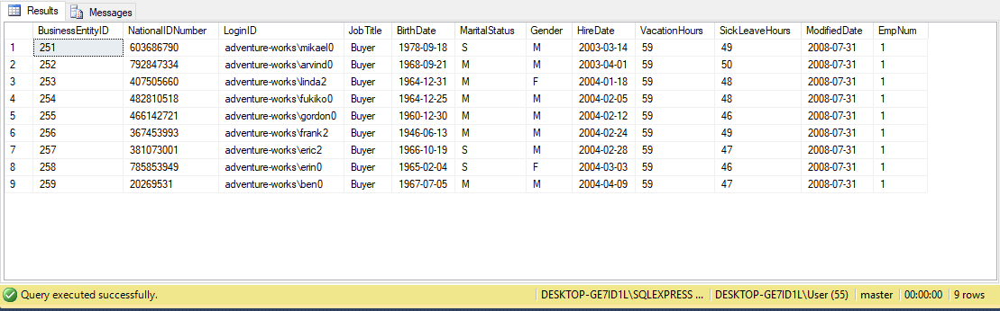 Results Messages
BusinessEntityID NationalIDNumber LoginID JobTitle BirthDate MaritalStatus Gender HireDate VacationHours SickLeaveHours ModifiedDate EmpNum
1 251 603686790 adventure-works\mikael0 Buyer 1978-09-18 S M 2003-03-14 59 49 2008-07-31 1
2 252 792847334 adventure-works\arvind0 Buyer 1968-09-21 M M 2003-04-01 59 50 2008-07-31 1
3 253 407505660 adventure-works\linda2 Buyer 1964-12-31 M F 2004-01-18 59 48 2008-07-31 1
4 254 482810518 adventure-works\fukiko0 Buyer 1964-12-25 M M 2004-02-05 59 48 2008-07-31 1
5 255 466142721 adventure-works\gordon0 Buyer 1960-12-30 M M 2004-02-12 59 46 2008-07-31 1
6 256 367453993 adventure-works\frank2 Buyer 1946-06-13 M M 2004-02-24 59 49 2008-07-31 1
7 257 381073001 adventure-works\eric2 Buyer 1966-10-19 S M 2004-02-28 59 47 2008-07-31 1
8 258 785853949 adventure-works\erin0 Buyer 1965-02-04 S F 2004-03-03 59 46 2008-07-31 1
9 259 20269531 adventure-works\ben0 Buyer 1967-07-05 M M 2004-04-09 59 47 2008-07-31 1
Query executed successfully. DESKTOP-GE7ID1L\SQLEXPRESS ... DESKTOP-GE7ID1L\User (55) master 00:00:00 9 rows